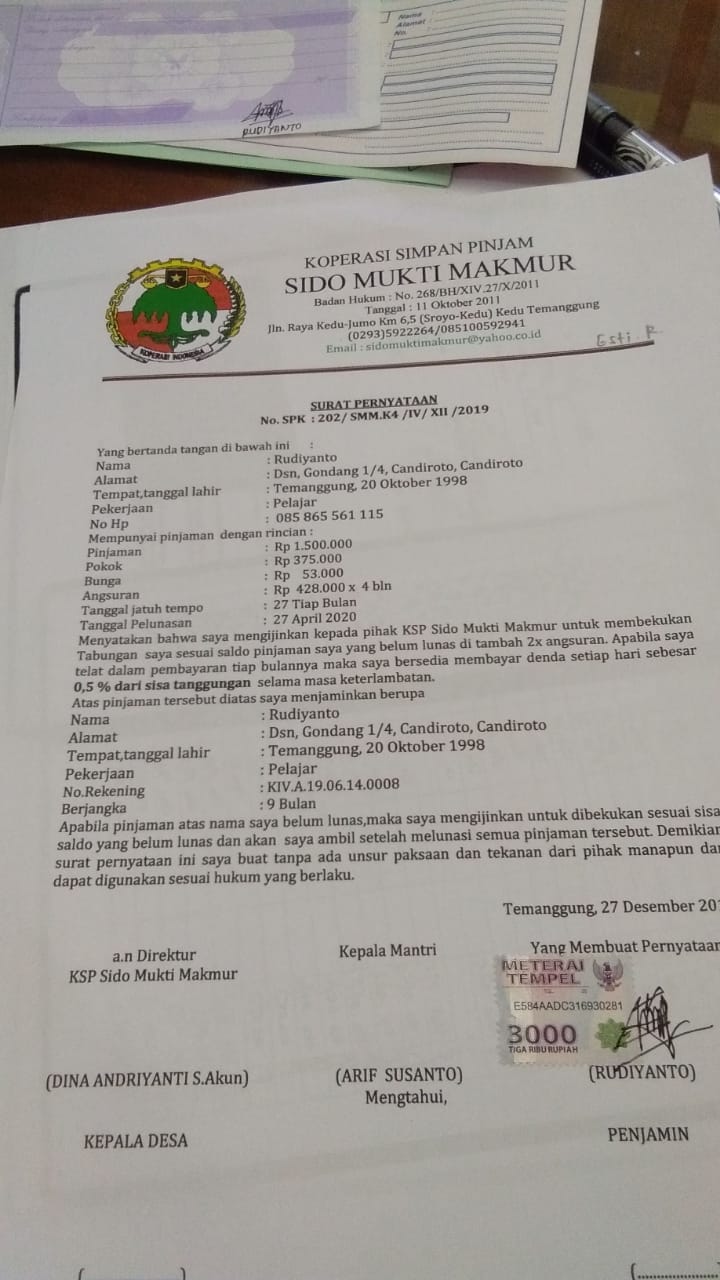 Nama
Alamat :
No. :
RUDIYANTO
KOPERASI SIMPAN PINJAM
SIDO MUKTI MAKMUR
Badan Hukum : No. 268/BH/XIV.27/X/2011
Tanggal : 11 Oktober 2011
Jln. Raya Kedu-Jumo Km 6,5 (Sroyo-Kedu) Kedu Temanggung
(0293)5922264/085100592941
Email : sidomuktimakmur@yahoo.co.id
Esti. R.
KOPERASI INDONESIA
SURAT PERNYATAAN
No. SPK : 202/ SMM.K4 /IV/ XII /2019
Yang bertanda tangan di bawah ini :
Nama : Rudiyanto
Alamat : Dsn, Gondang 1/4, Candiroto, Candiroto
Tempat,tanggal lahir : Temanggung, 20 Oktober 1998
Pekerjaan : Pelajar
No Hp : 085 865 561 115
Mempunyai pinjaman dengan rincian :
Pinjaman : Rp 1.500.000
Pokok : Rp 375.000
Bunga : Rp 53.000
Angsuran : Rp 428.000 x 4 bln
Tanggal jatuh tempo : 27 Tiap Bulan
Tanggal Pelunasan : 27 April 2020
Menyatakan bahwa saya mengijinkan kepada pihak KSP Sido Mukti Makmur untuk membekukan
Tabungan saya sesuai saldo pinjaman saya yang belum lunas di tambah 2x angsuran. Apabila saya
telat dalam pembayaran tiap bulannya maka saya bersedia membayar denda setiap hari sebesar
0,5 % dari sisa tanggungan selama masa keterlambatan.
Atas pinjaman tersebut diatas saya menjaminkan berupa
Nama : Rudiyanto
Alamat : Dsn, Gondang 1/4, Candiroto, Candiroto
Tempat,tanggal lahir : Temanggung, 20 Oktober 1998
Pekerjaan : Pelajar
No.Rekening : KIV.A.19.06.14.0008
Berjangka : 9 Bulan
Apabila pinjaman atas nama saya belum lunas,maka saya mengijinkan untuk dibekukan sesuai sisa
saldo yang belum lunas dan akan saya ambil setelah melunasi semua pinjaman tersebut. Demikian
surat pernyataan ini saya buat tanpa ada unsur paksaan dan tekanan dari pihak manapun da
dapat digunakan sesuai hukum yang berlaku.
Temanggung, 27 Desember 201
a.n Direktur Kepala Mantri Yang Membuat Pernyataan
KSP Sido Mukti Makmur
METERAI
TEMPEL
E584AADC316930281
3000
TIGA RIBU RUPIAH
(DINA ANDRIYANTI S.Akun) (ARIF SUSANTO) (RUDIYANTO)
Mengtahui,
KEPALA DESA PENJAMIN